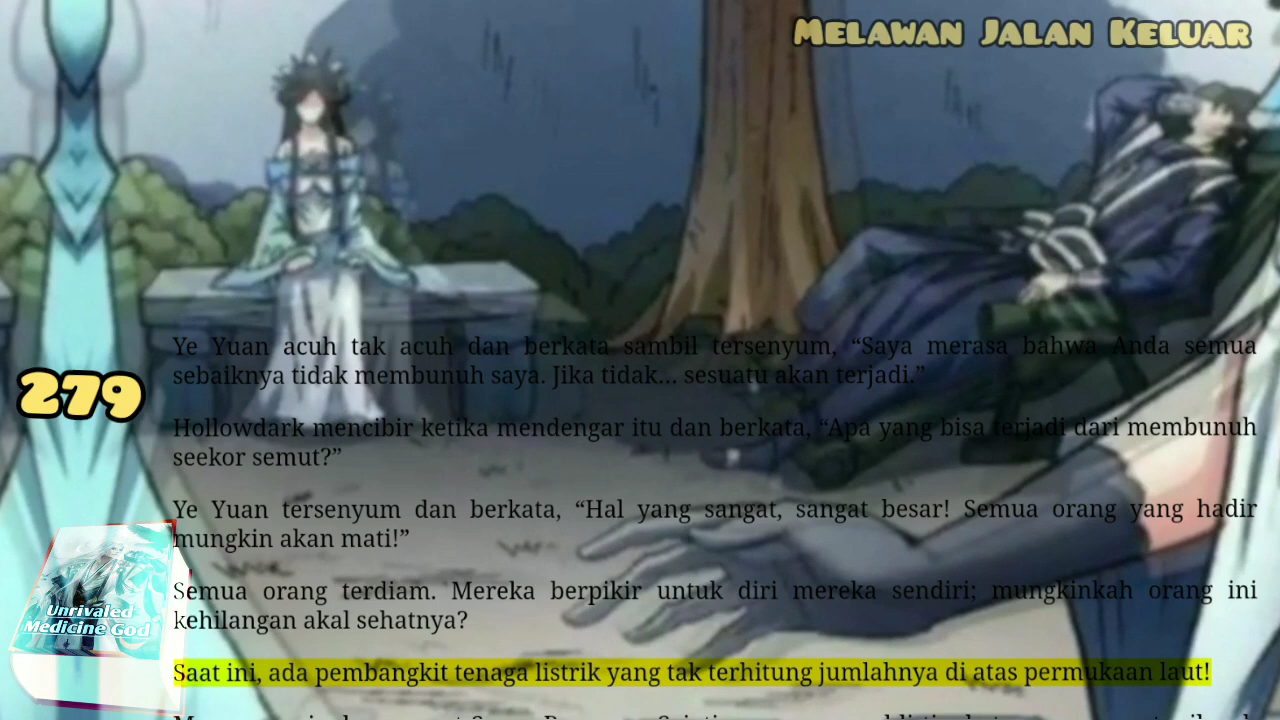 Melawan Jalan Keluar
Ye Yuan acuh tak acuh dan berkata sambil tersenyum, “Saya merasa bahwa Anda semua
sebaiknya tidak membunuh saya. Jika tidak… sesuatu akan terjadi.”
279
Hollowdark mencibir ketika mendengar itu dan berkata, “Apa yang bisa terjadi dari membunuh
seekor semut?”
Ye Yuan tersenyum dan berkata, “Hal yang sangat, sangat besar! Semua orang yang hadir
mungkin akan mati!”
Semua orang terdiam. Mereka berpikir untuk diri mereka sendiri; mungkinkah orang ini
kehilangan akal sehatnya?
Unrivaled
Medicine God
Saat ini, ada pembangkit tenaga listrik yang tak terhitung jumlahnya di atas permukaan laut!